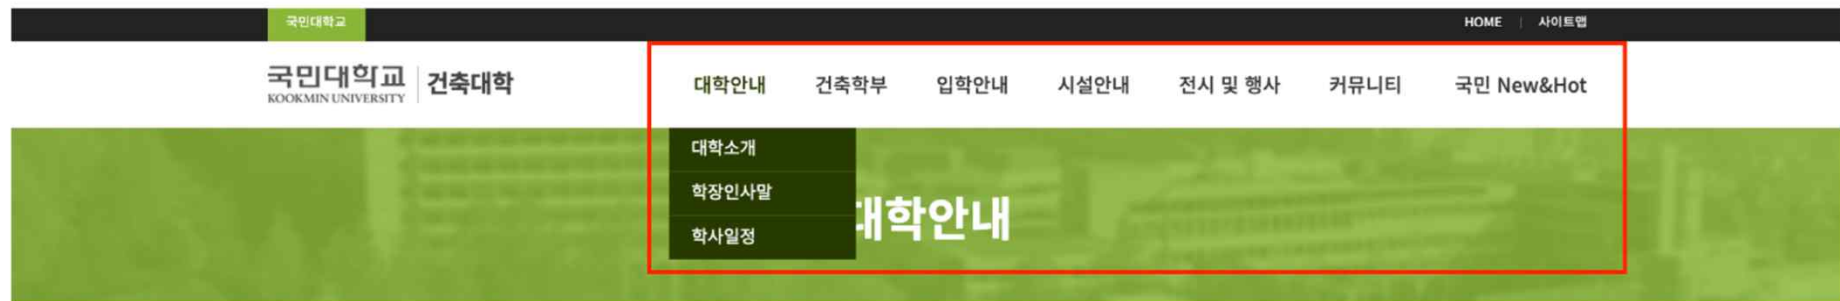 국민대학교
HOME | 사이트맵
국민대학교
KOOKMIN UNIVERSITY
건축대학
대학안내 건축학부 입학안내 시설안내 전시 및 행사 커뮤니티 국민 New&Hot
대학소개
학장인사말
학사일정
대학안내